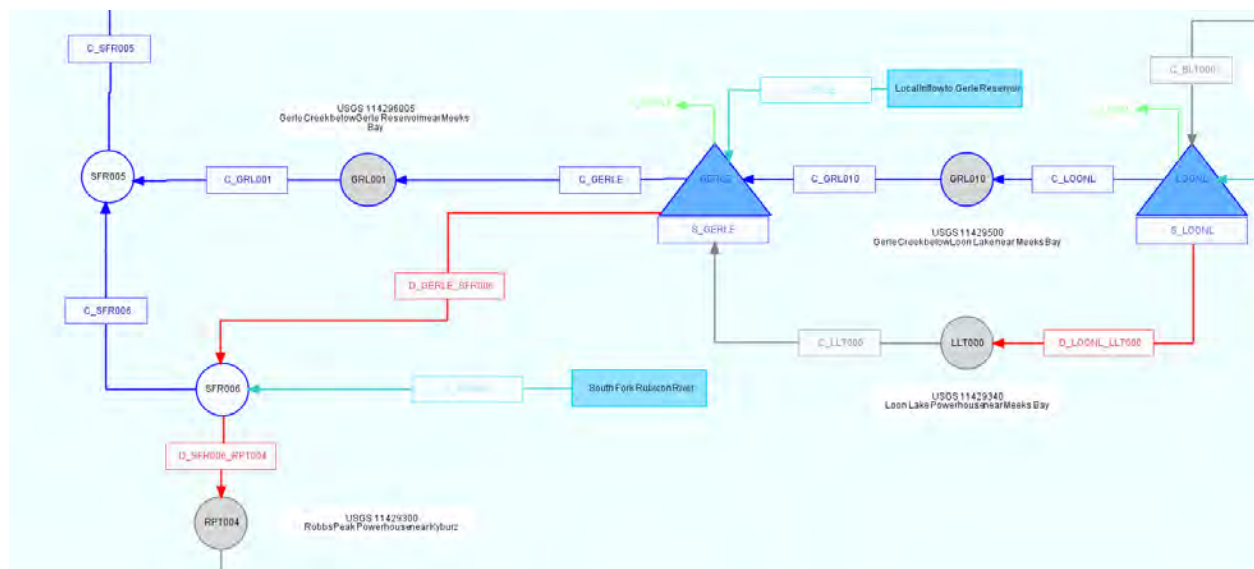 C_SFR005
C_BLT000
Local Inflow to Gerle Reservoir
USGS 114296005
Gerle Creek below Gerle Reservoir near Meeks
Bay
SFR005
C_GRL001
GRL001
C_GERLE
GERLE
C_GRL010
GRL010
C_LOONL
LOONL
S_GERLE
S_LOONL
USGS 11429500
Gerle Creek below Loon Lake near Meeks Bay
D_GERLE_SFR006
C_SFR006
C_LLT000
LLT000
D_LOONL_LLT000
SFR006
South Fork Rubicon River
USGS 11429340
Loon Lake Powerhouse near Meeks Bay
D_SFR006_RPT004
RPT004
USGS 11429300
Robbs Peak Powerhouse near Kyburz